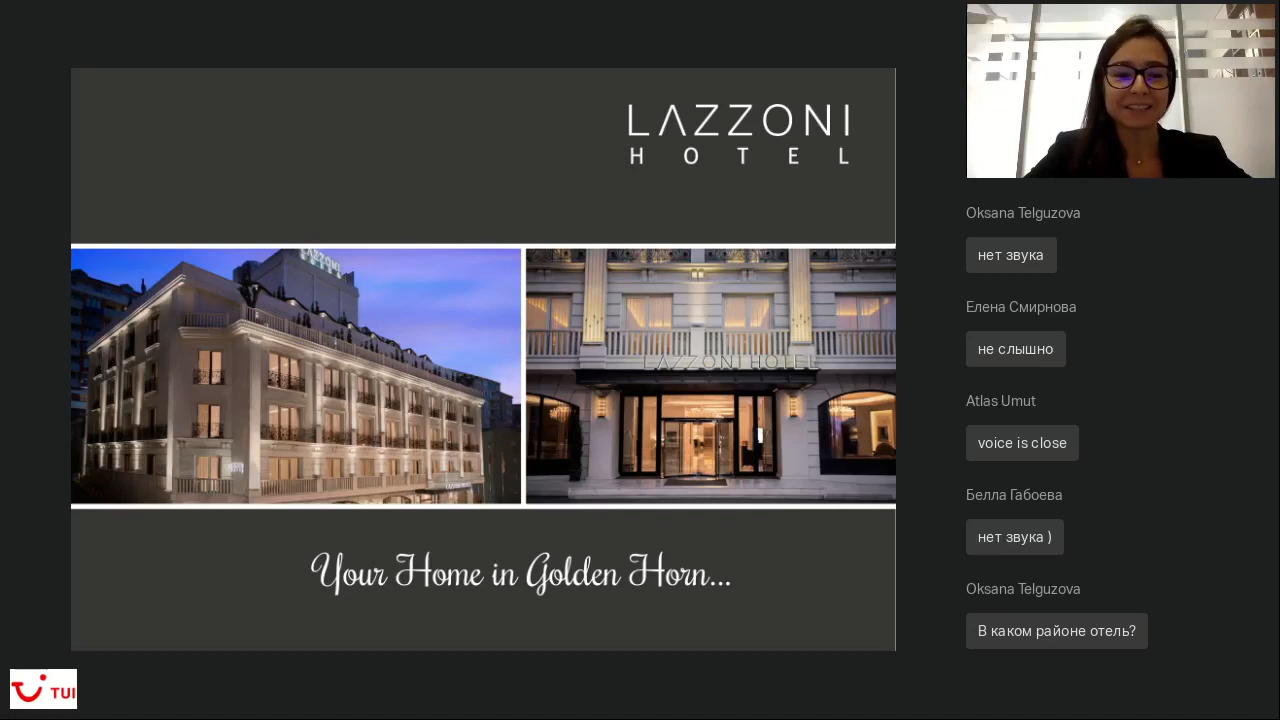 LAZZONI
HOTEL
LAZZONI
LAZZONI HOTEL
Your Home in Golden Horn...
TUI
Oksana Telguzova
нет звука
Елена Смирнова
не слышно
Atlas Umut
voice is close
Белла Габоева
нет звука )
Oksana Telguzova
В каком районе отель?